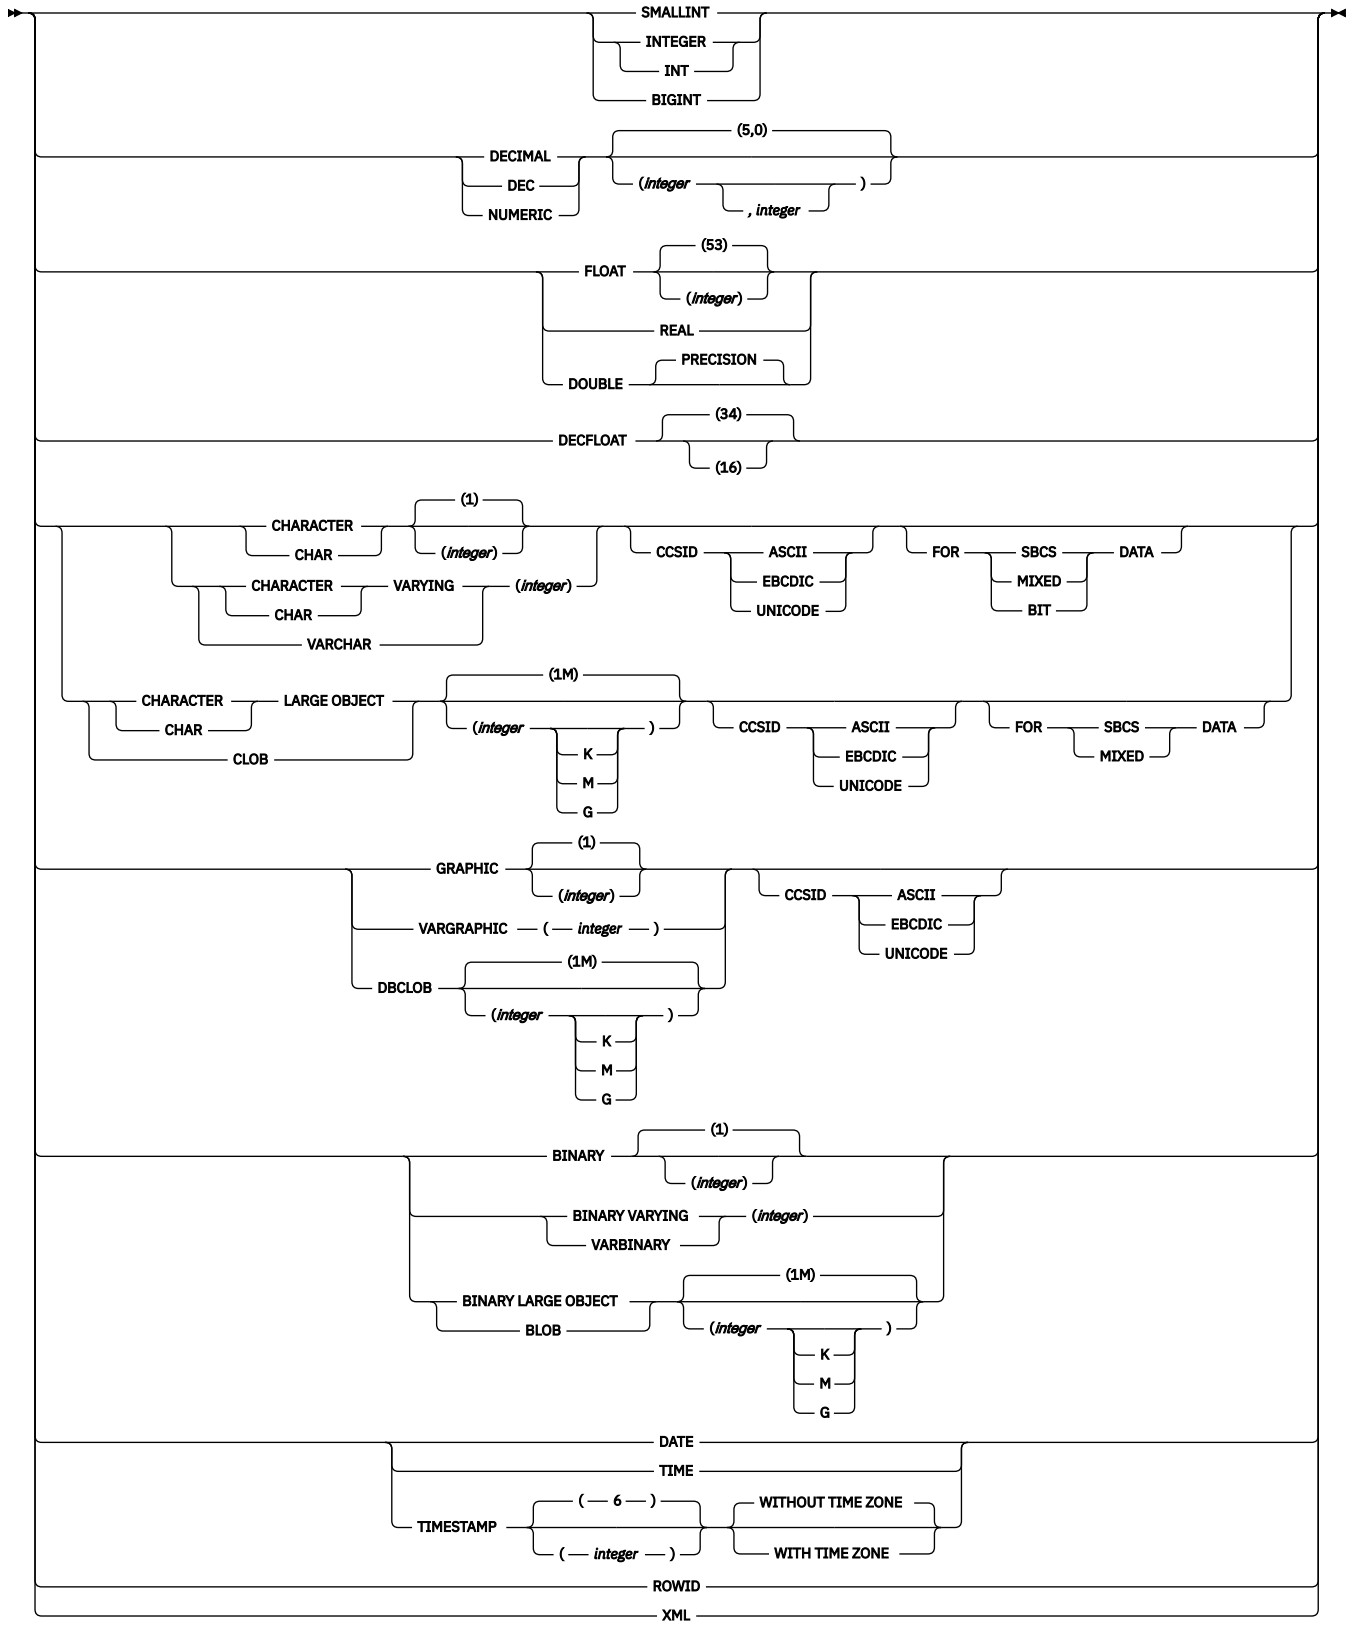 SMALLINT
INTEGER
INT
BIGINT
(5,0)
DECIMAL
DEC
(integer )
NUMERIC
, integer
(53)
FLOAT
(integer)
REAL
PRECISION
DOUBLE
(34)
DECFLOAT
(16)
(1)
CHARACTER
CHAR
(integer)
CCSID ASCII
FOR SBCS DATA
EBCDIC
MIXED
CHARACTER VARYING (integer)
CHAR
UNICODE
BIT
VARCHAR
(1M)
CHARACTER LARGE OBJECT
CHAR
(integer )
CCSID ASCII
FOR SBCS DATA
CLOB
K
EBCDIC
MIXED
M
UNICODE
G
(1)
GRAPHIC
(integer)
CCSID ASCII
VARGRAPHIC ( integer )
EBCDIC
UNICODE
(1M)
DBCLOB
(integer )
K
M
G
(1)
BINARY
(integer)
BINARY VARYING (integer)
VARBINARY
(1M)
BINARY LARGE OBJECT
BLOB
(integer )
K
M
G
DATE
TIME
( 6 )
WITHOUT TIME ZONE
TIMESTAMP
( integer )
WITH TIME ZONE
ROWID
XML